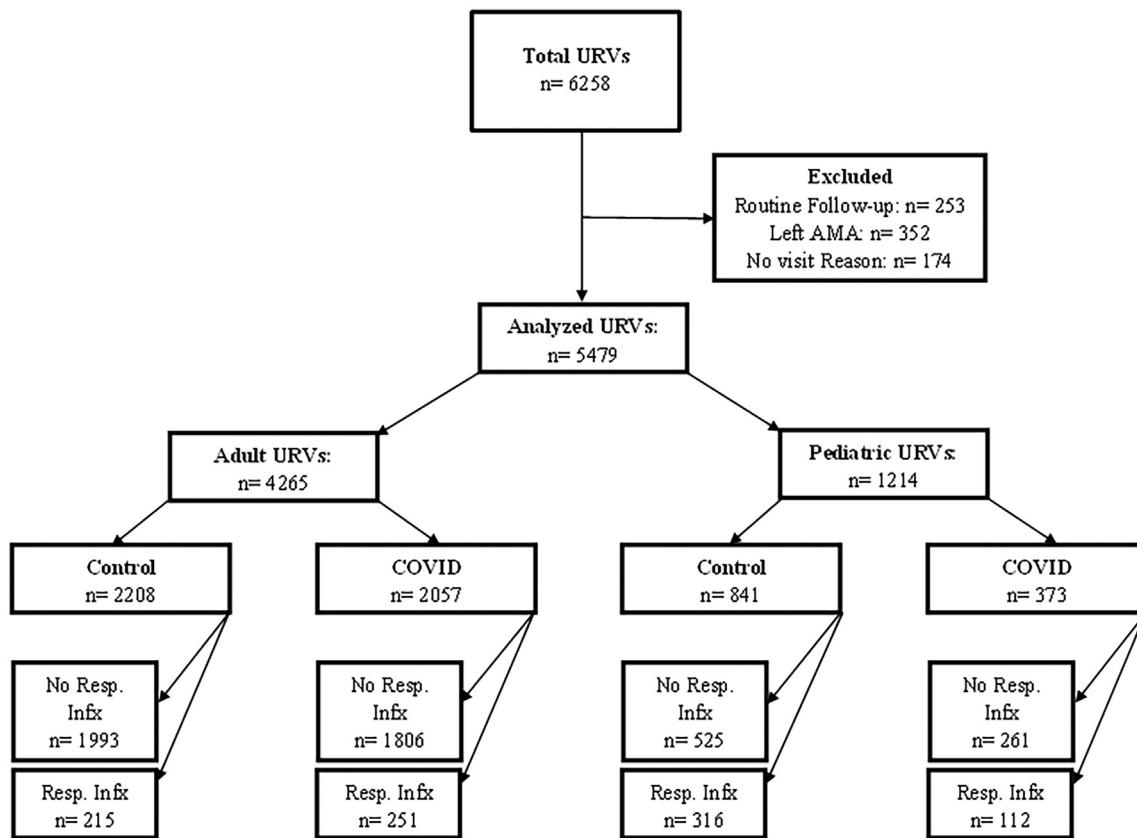 Total URVs
n= 6258
Excluded
Routine Follow-up: n= 253
Left AMA: n= 352
No visit Reason: n= 174
Analyzed URVs:
n= 5479
Adult URVs:
n= 4265
Pediatric URVs:
n= 1214
Control
n= 2208
COVID
n= 2057
Control
n= 841
COVID
n= 373
No Resp.
Infx
n= 1993
No Resp.
Infx
n= 1806
No Resp.
Infx
n= 525
No Resp.
Infx
n= 261
Resp. Infx
n= 215
Resp. Infx
n= 251
Resp. Infx
n= 316
Resp. Infx
n= 112